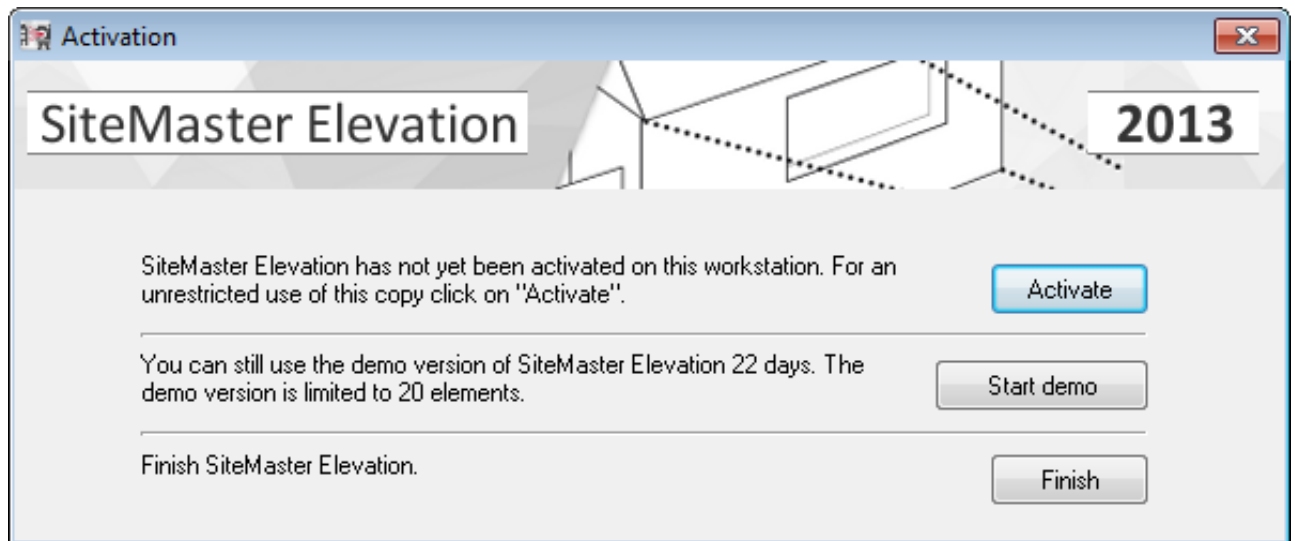 Activation
SiteMaster Elevation
2013
SiteMaster Elevation has not yet been activated on this workstation. For an
unrestricted use of this copy click on "Activate".
Activate
You can still use the demo version of SiteMaster Elevation 22 days. The
demo version is limited to 20 elements.
Start demo
Finish SiteMaster Elevation.
Finish